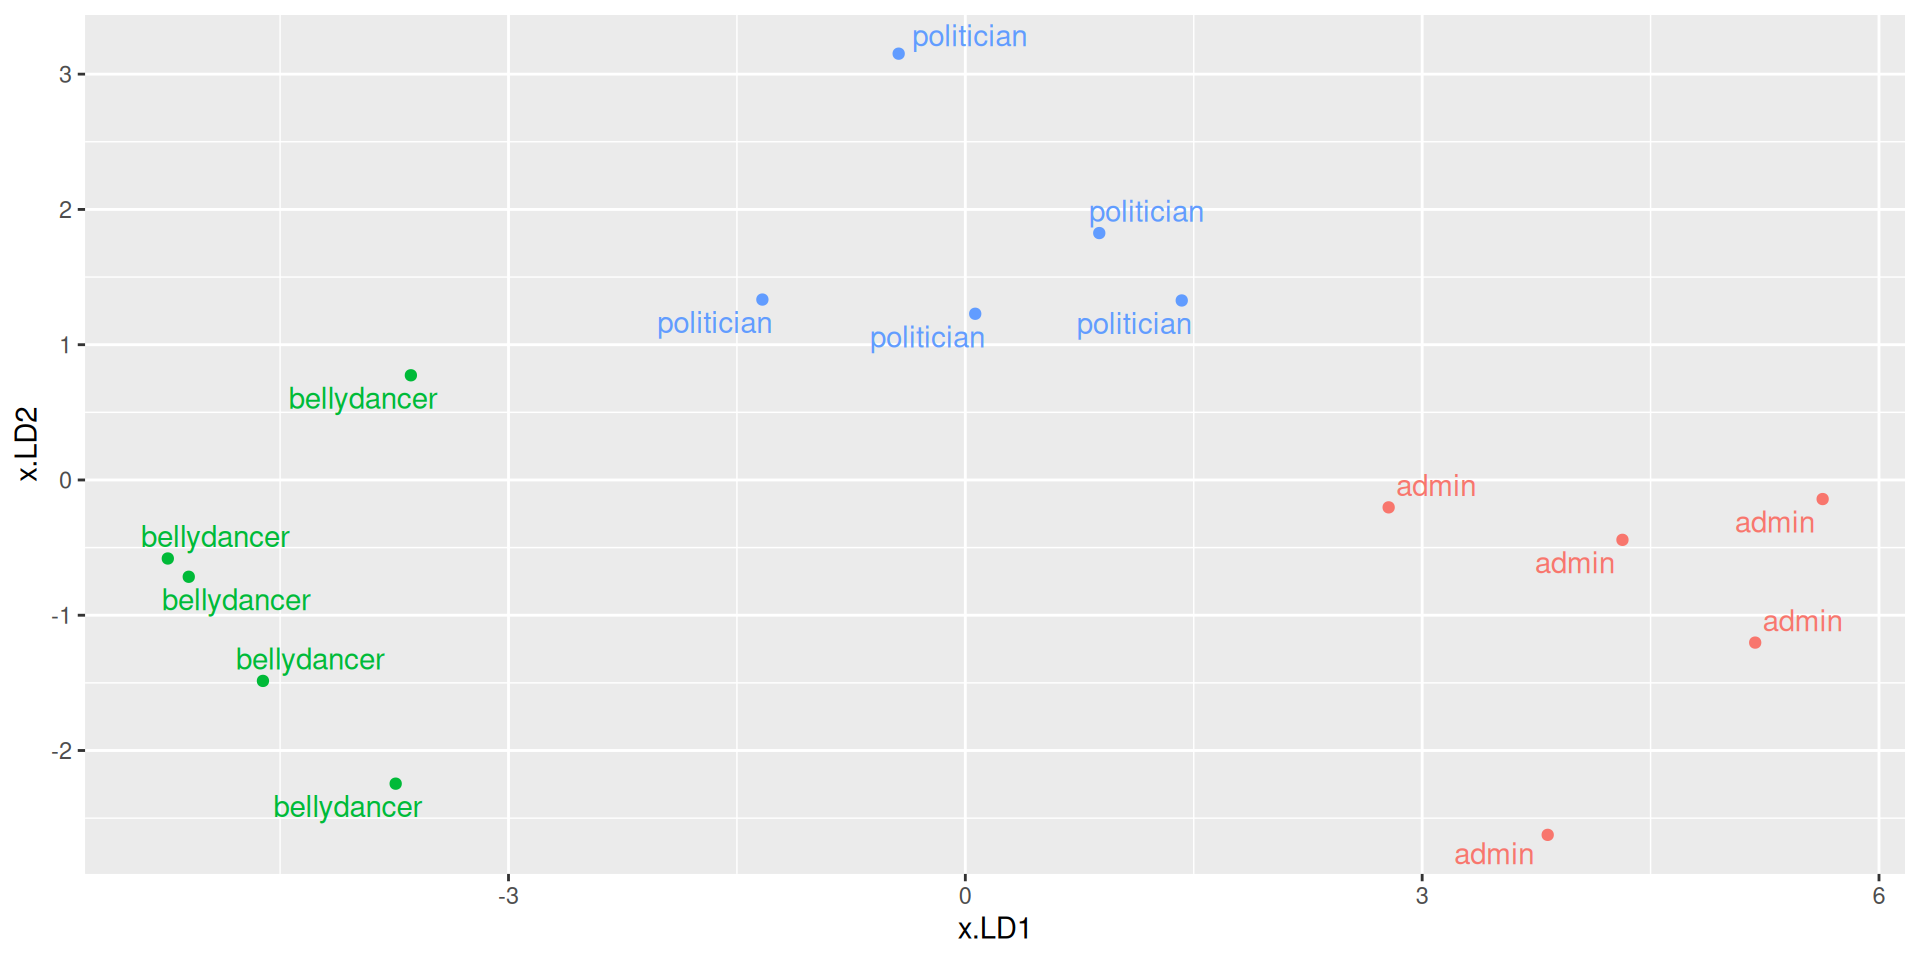 politician
3
politician
2
politician
politician
politician
1
bellydancer
x.LD2
0
admin
admin
bellydancer
admin
bellydancer
-1
admin
bellydancer
-2
bellydancer
admin
-3
0
3
6
x.LD1